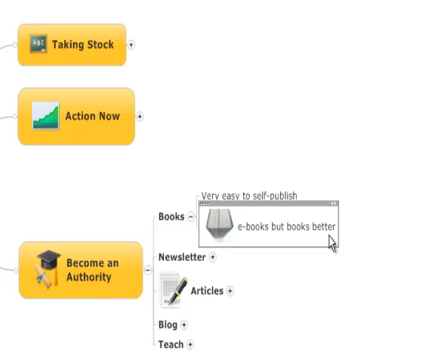 Taking Stock
Action Now
Very easy to self-publish
Books
e-books but books better
Become an
Authority
Newsletter
Articles
Blog
Teach